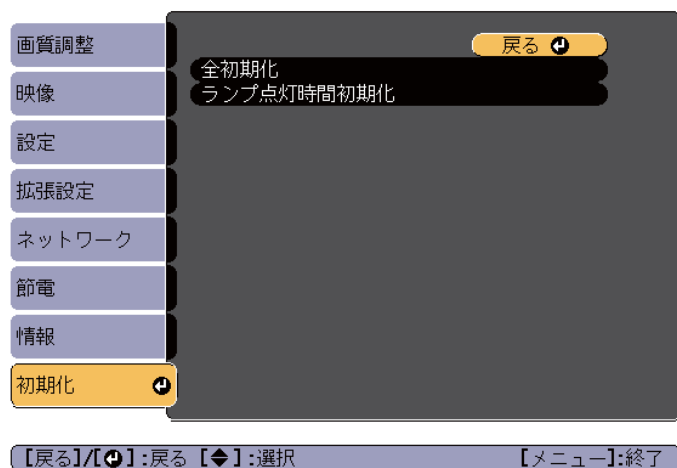 画質調整
映像
設定
拡張設定
ネットワーク
節電
情報
初期化
戻る
全初期化
ランプ点灯時間初期化
【戻る】/【】:戻る 【】:選択 【メニュー】:終了